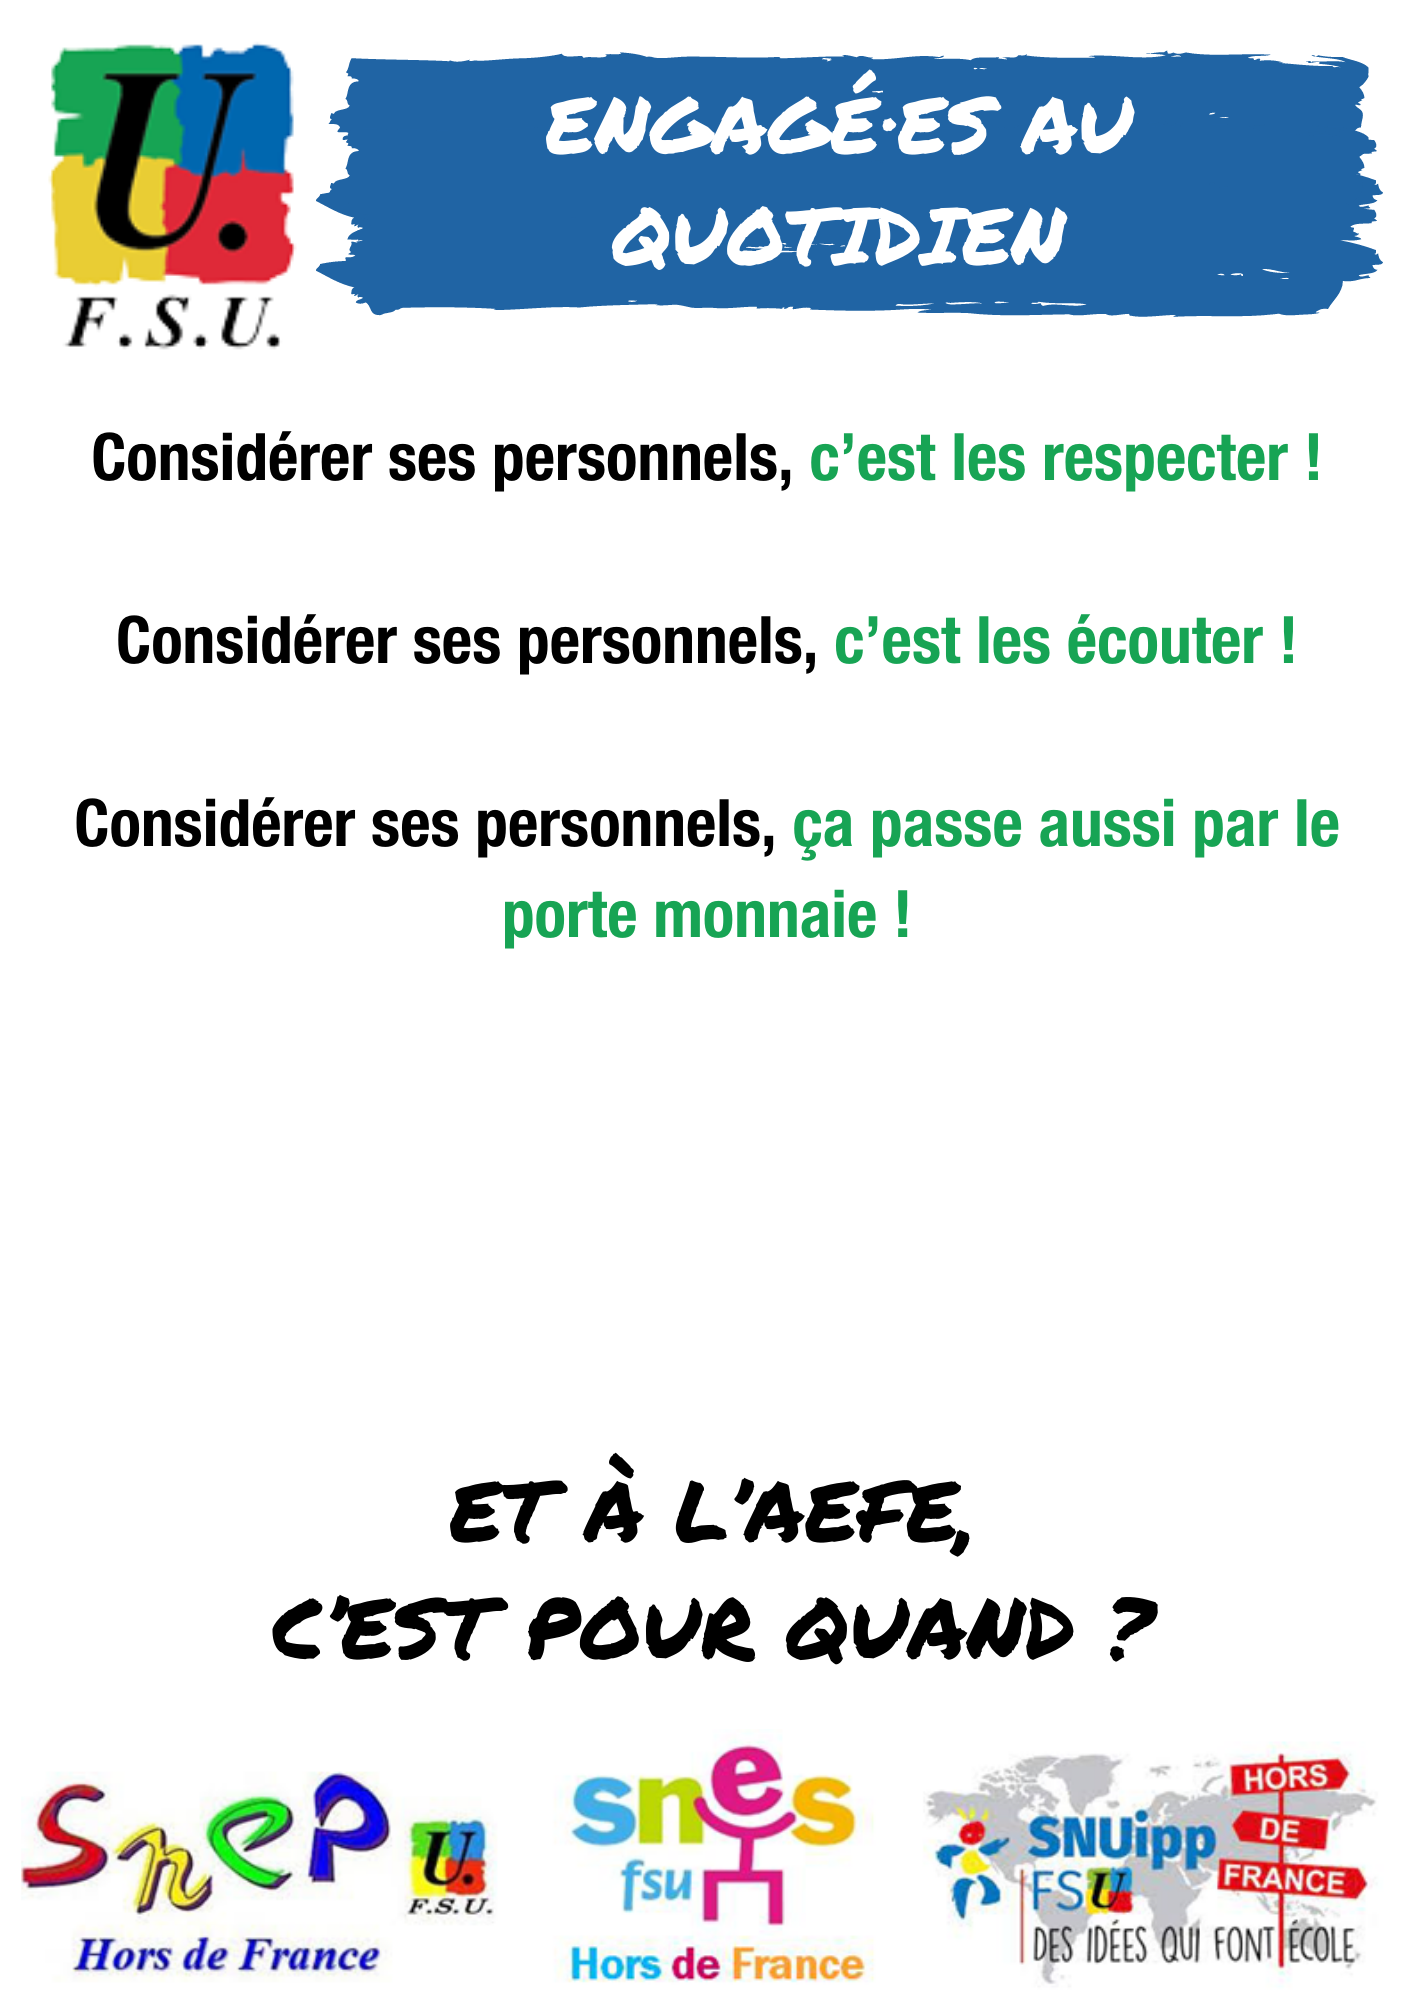 U.
F.S.U.
ENGAGÉ·ES AU
QUOTIDIEN
Considérer ses personnels, c’est les respecter !
Considérer ses personnels, c’est les écouter !
Considérer ses personnels, ça passe aussi par le
porte monnaie !
ET À L’AEFE,
C’EST POUR QUAND ?
Snep
U.
F.S.U.
Hors de France
snes
fsu
Hors de France
SNUipp
FSU
HORS
DE
FRANCE
DES IDÉES QUI FONT ÉCOLE